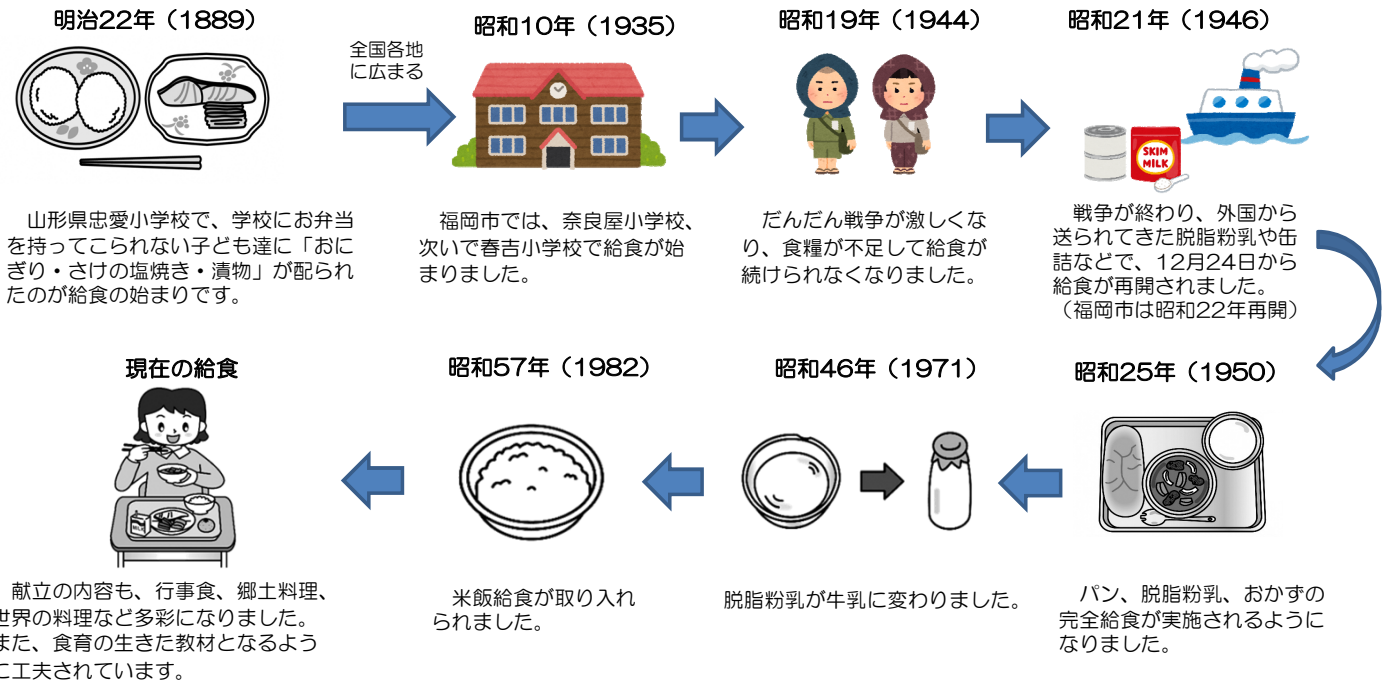 明治22年（1889）
全国各地
に広まる
山形県忠愛小学校で、学校にお弁当
を持ってこられない子ども達に「おに
ぎり・さけの塩焼き・漬物」が配られ
たのが給食の始まりです。
昭和10年（1935）
福岡市では、奈良屋小学校、
次いで春吉小学校で給食が始
まりました。
昭和19年（1944）
だんだん戦争が激しくな
り、食糧が不足して給食が
続けられなくなりました。
昭和21年（1946）
SKIM
MILK
戦争が終わり、外国から
送られてきた脱脂粉乳や缶
詰などで、12月24日から
給食が再開されました。
（福岡市は昭和22年再開）
昭和25年（1950）
パン、脱脂粉乳、おかずの
完全給食が実施されるように
なりました。
昭和46年（1971）
脱脂粉乳が牛乳に変わりました。
昭和57年（1982）
米飯給食が取り入れ
られました。
現在の給食
MILK
献立の内容も、行事食、郷土料理、
世界の料理など多彩になりました。
また、食育の生きた教材となるよう
に工夫されています。